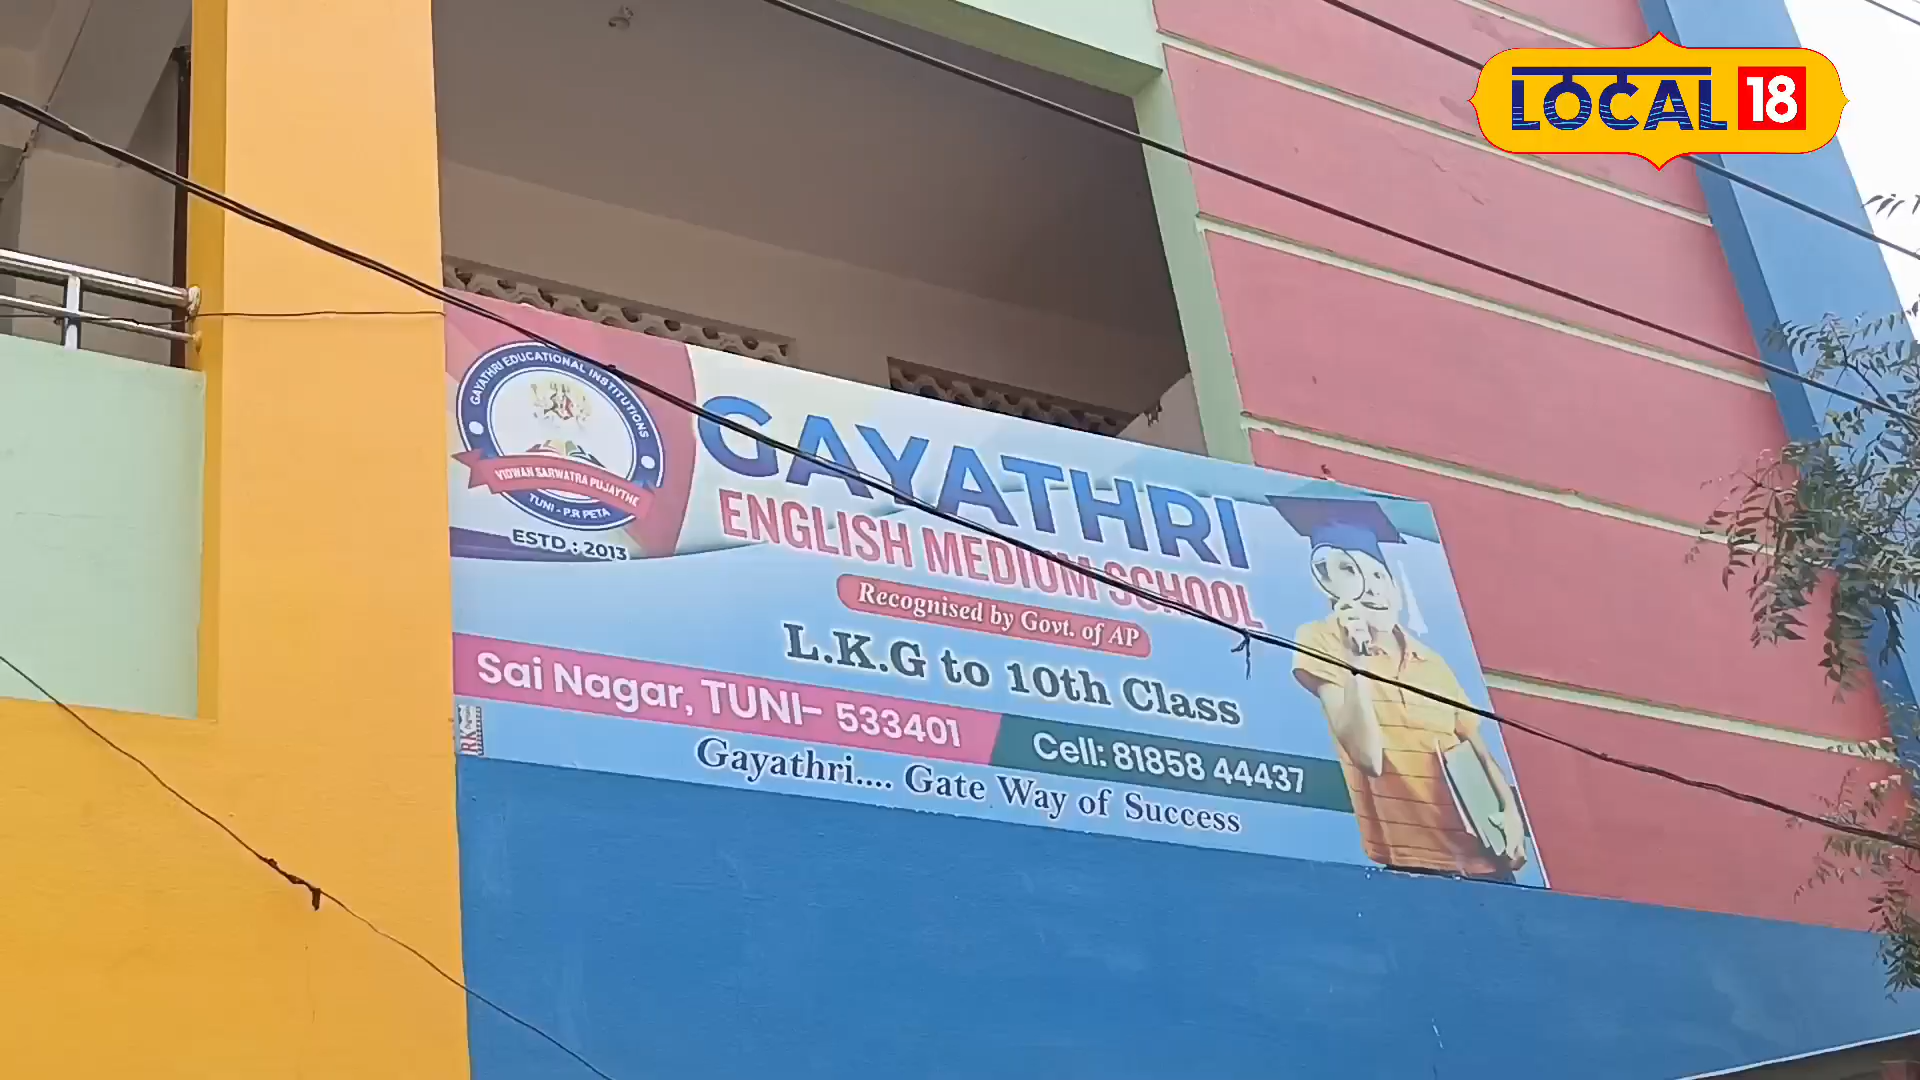 LOCAL 18
GAYATHRI EDUCATIONAL INSTITUTIONS
VIDWAN SARWATRA PUJAYTHE
TUNI - P.R PETA
ESTD : 2013
GAYATHRI
ENGLISH MEDIUM SCHOOL
Recognised by Govt. of AP
L.K.G to 10th Class
Sai Nagar, TUNI- 533401
Cell: 81858 44437
Gayathri.... Gate Way of Success